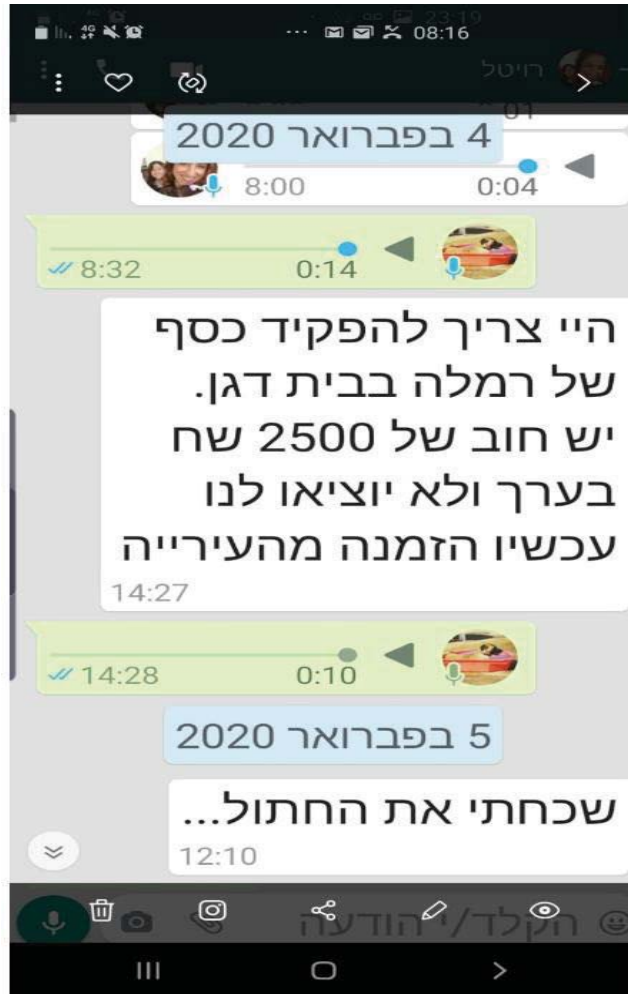 08:16
4G
23:19
רויטל
4 בפברואר 2020
0:04 8:00
0:14 8:32
היי צריך להפקיד כסף
של רמלה בבית דגן.
יש חוב של 2500 שח
בערך ולא יוציאו לנו
עכשיו הזמנה מהעירייה
14:27
0:10 14:28
5 בפברואר 2020
שכחתי את החתול...
12:10
הקלד/י הודעה